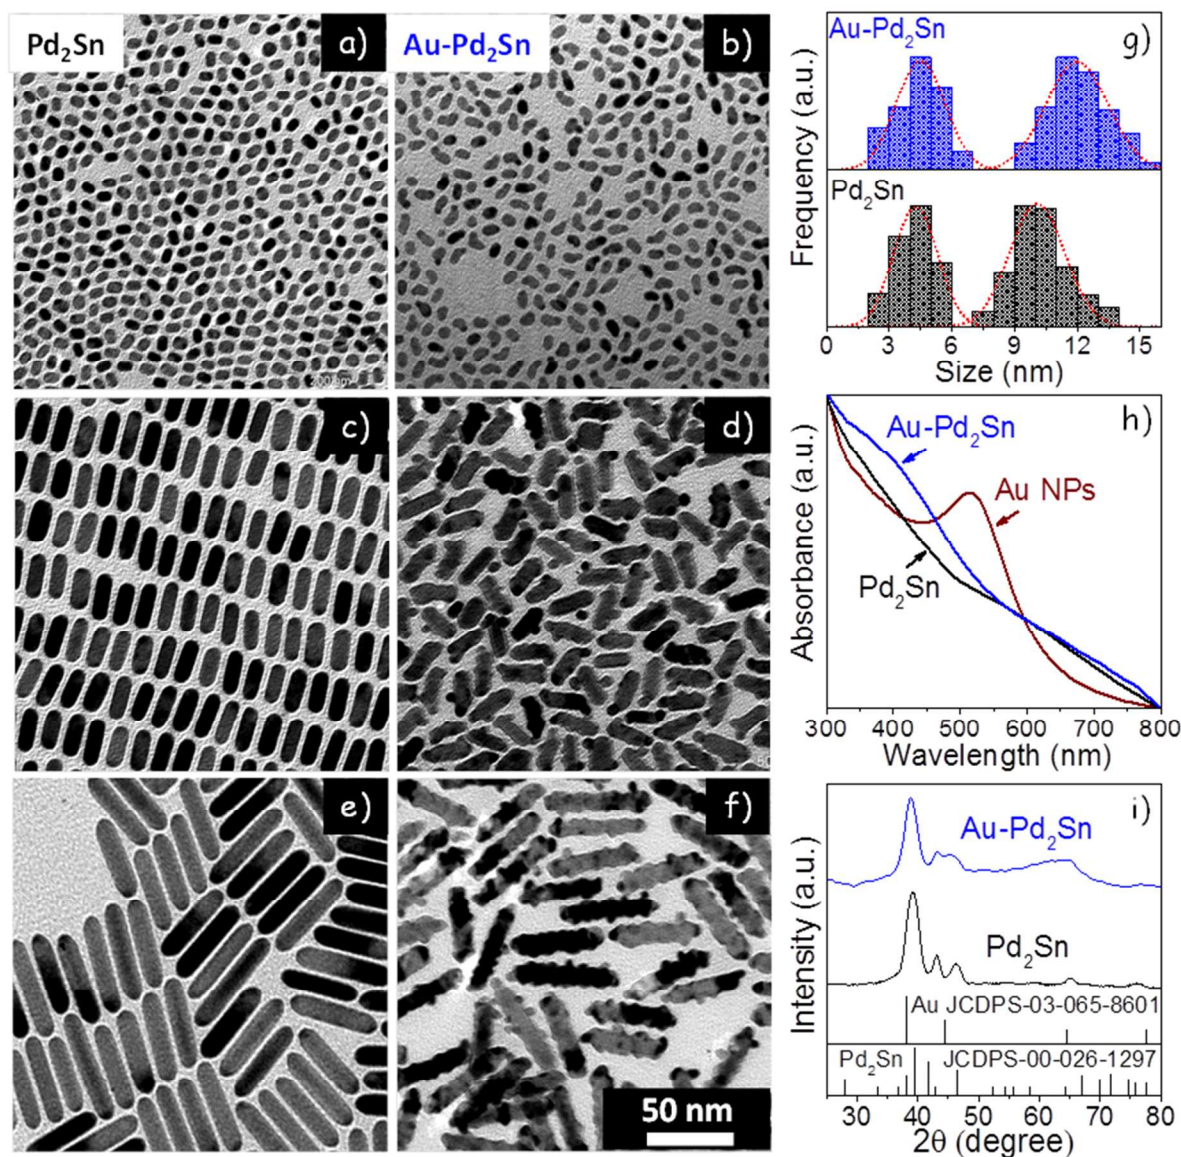 Pd₂Sn
a)
Au-Pd₂Sn
b)
c)
d)
e)
f)
50 nm
Au-Pd₂Sn
g)
Pd₂Sn
Frequency (a.u.)
0 3 6 9 12 15
Size (nm)
h)
Au-Pd₂Sn
Au NPs
Pd₂Sn
Absorbance (a.u.)
300 400 500 600 700 800
Wavelength (nm)
i)
Au-Pd₂Sn
Pd₂Sn
Au JCDPS-03-065-8601
Pd₂Sn JCDPS-00-026-1297
Intensity (a.u.)
30 40 50 60 70 80
2θ (degree)